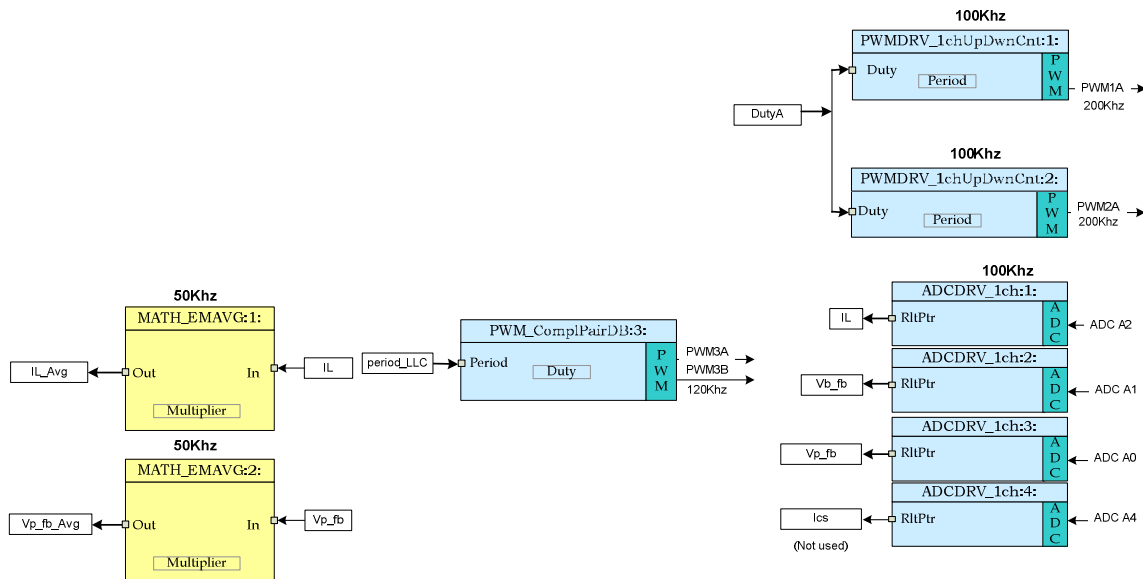 100Khz
PWMDRV_1chUpDwnCnt:1:
Duty
Period
PWM
PWM1A
200Khz
DutyA
100Khz
PWMDRV_1chUpDwnCnt:2:
Duty
Period
PWM
PWM2A
200Khz
50Khz
MATH_EMAVG:1:
IL_Avg
Out
In
IL
Multiplier
50Khz
MATH_EMAVG:2:
Vp_fb_Avg
Out
In
Vp_fb
Multiplier
PWM_ComplPairDB:3:
period_LLC
Period
Duty
PWM
PWM3A
PWM3B
120Khz
100Khz
ADCDRV_1ch:1:
IL
RltPtr
ADC
ADC A2
ADCDRV_1ch:2:
Vb_fb
RltPtr
ADC
ADC A1
ADCDRV_1ch:3:
Vp_fb
RltPtr
ADC
ADC A0
ADCDRV_1ch:4:
Ics
RltPtr
ADC
ADC A4
(Not used)